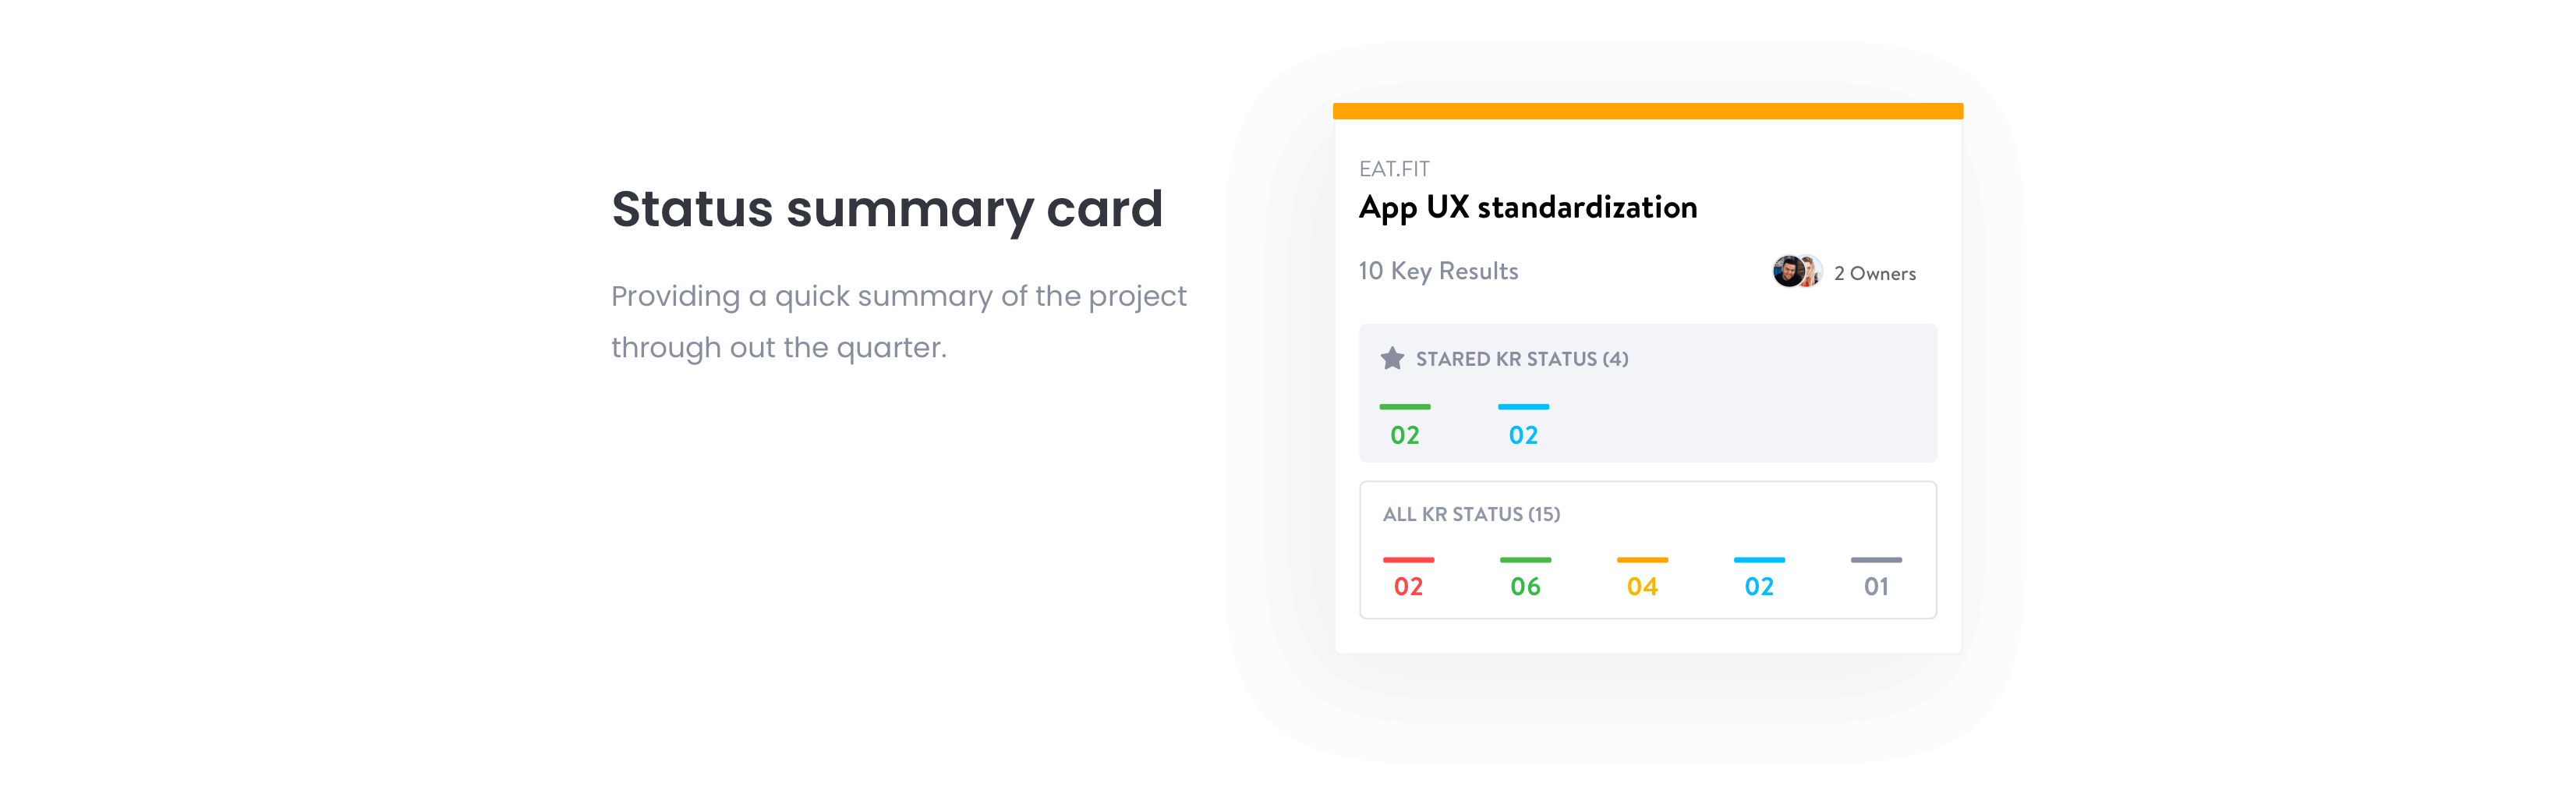 Status summary card
Providing a quick summary of the project
through out the quarter.
EAT.FIT
App UX standardization
10 Key Results
2 Owners
STARED KR STATUS (4)
02 02
ALL KR STATUS (15)
02 06 04 02 01